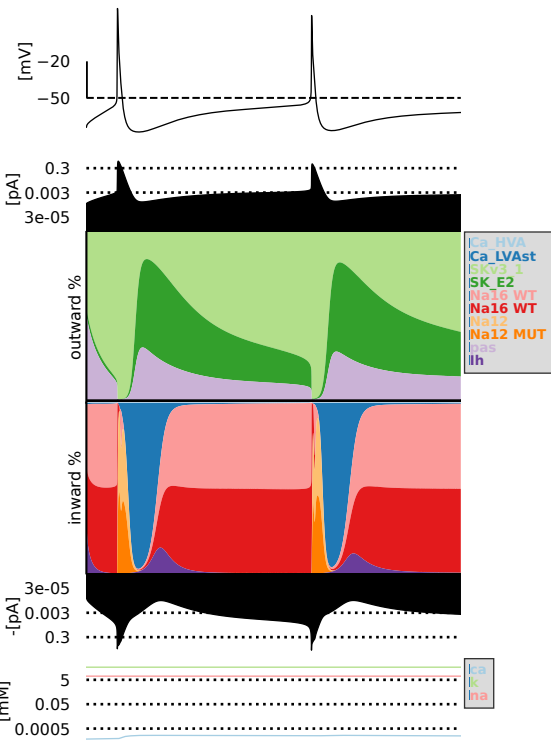 [mV]
−20
−50
[pA]
0.3
0.003
3e-05
outward %
Ca_HVA
Ca_LVAst
SKv3_1
SK_E2
Na16 WT
Na16 WT
Na12
Na12 MUT
pas
Ih
inward %
-[pA]
3e-05
0.003
0.3
[mM]
5
0.05
0.0005
ca
k
na